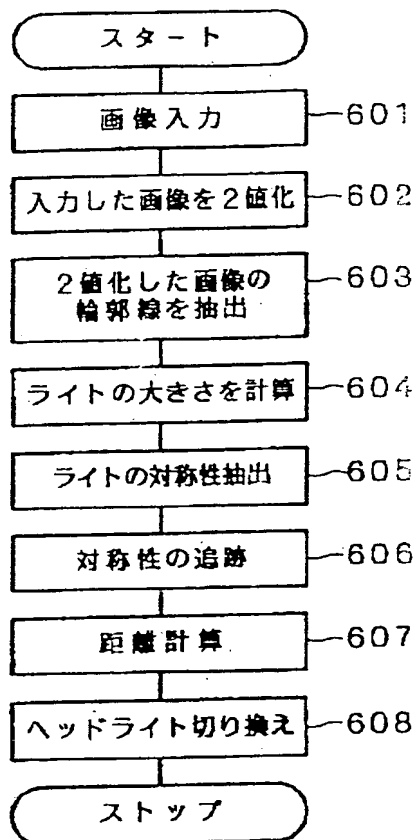 スタート
画像入力
601
入力した画像を2値化
602
2値化した画像の
輪郭線を抽出
603
ライトの大きさを計算
604
ライトの対称性抽出
605
対称性の追跡
606
距離計算
607
ヘッドライト切り換え
608
ストップ